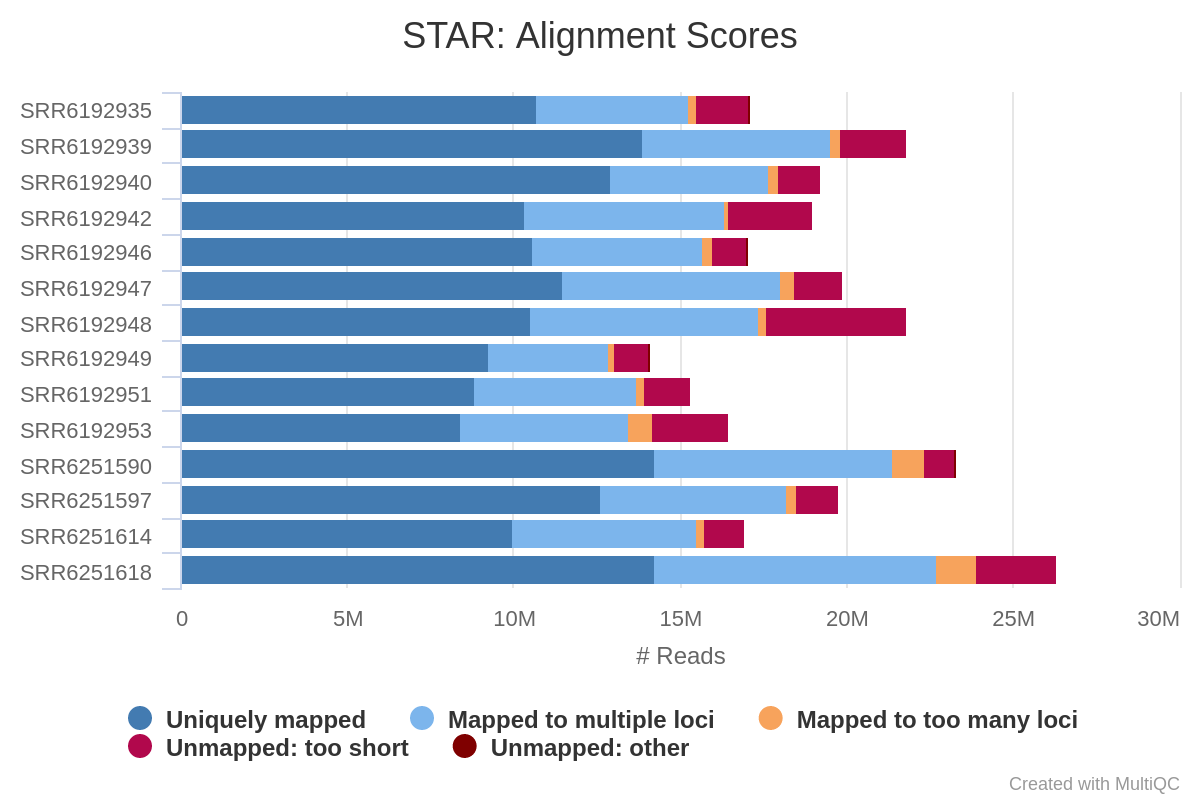 STAR: Alignment Scores
SRR6192935
SRR6192939
SRR6192940
SRR6192942
SRR6192946
SRR6192947
SRR6192948
SRR6192949
SRR6192951
SRR6192953
SRR6251590
SRR6251597
SRR6251614
SRR6251618
0 5M 10M 15M 20M 25M 30M
# Reads
Uniquely mapped Mapped to multiple loci Mapped to too many loci
Unmapped: too short Unmapped: other
Created with MultiQC